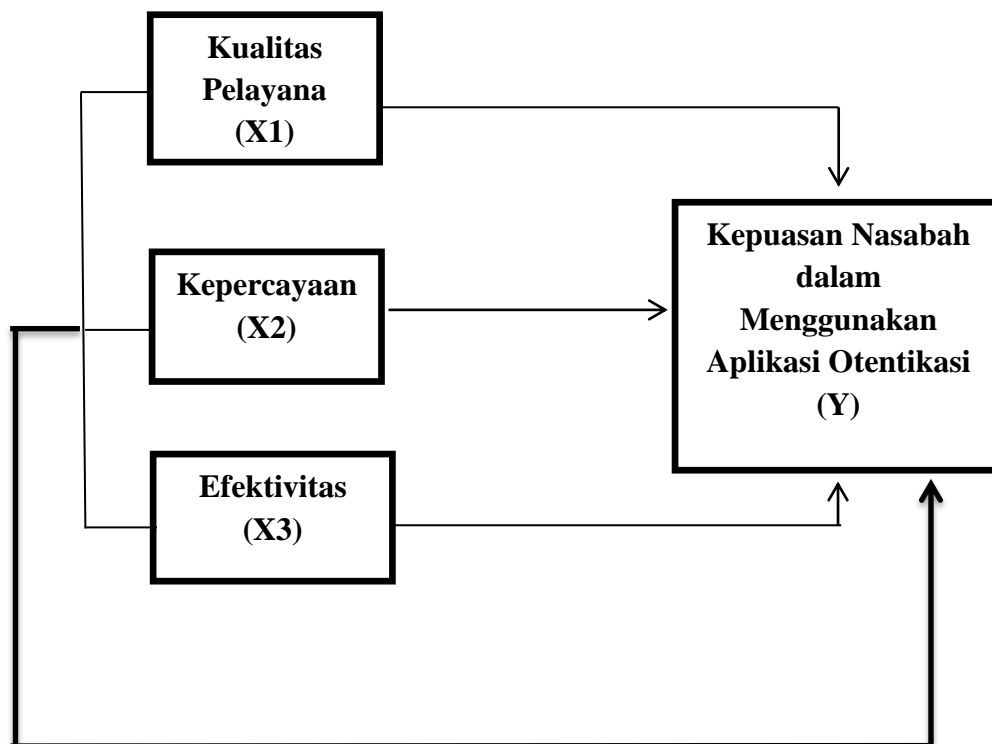 Kualitas
Pelayana
(X1)
Kepercayaan
(X2)
Efektivitas
(X3)
Kepuasan Nasabah
dalam
Menggunakan
Aplikasi Otentikasi
(Y)